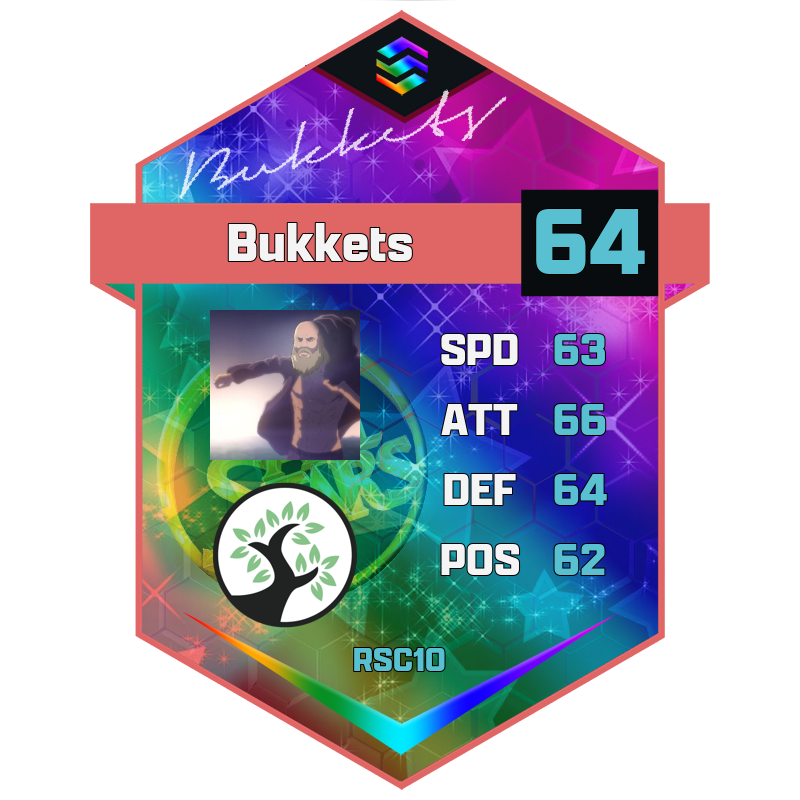 Bukkets
Bukkets
64
SPD 63
ATT 66
DEF 64
POS 62
RSC10